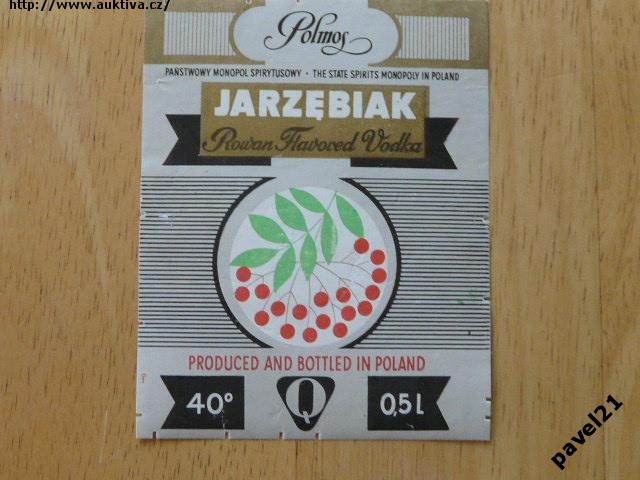 http://www.auktiva.cz/
Polmos
PAŃSTWOWY MONOPOL SPIRYTUSOWY · THE STATE SPIRITS MONOPOLY IN POLAND
JARZĘBIAK
Rowan Flavored Vodka
PRODUCED AND BOTTLED IN POLAND
40° Q 0,5 l
pavel21